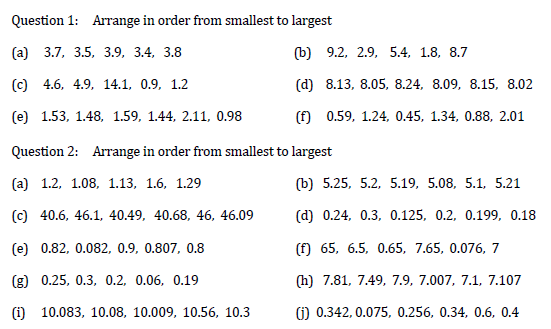 Question 1: Arrange in order from smallest to largest
(a) 3.7, 3.5, 3.9, 3.4, 3.8 (b) 9.2, 2.9, 5.4, 1.8, 8.7
(c) 4.6, 4.9, 14.1, 0.9, 1.2 (d) 8.13, 8.05, 8.24, 8.09, 8.15, 8.02
(e) 1.53, 1.48, 1.59, 1.44, 2.11, 0.98 (f) 0.59, 1.24, 0.45, 1.34, 0.88, 2.01
Question 2: Arrange in order from smallest to largest
(a) 1.2, 1.08, 1.13, 1.6, 1.29 (b) 5.25, 5.2, 5.19, 5.08, 5.1, 5.21
(c) 40.6, 46.1, 40.49, 40.68, 46, 46.09 (d) 0.24, 0.3, 0.125, 0.2, 0.199, 0.18
(e) 0.82, 0.082, 0.9, 0.807, 0.8 (f) 65, 6.5, 0.65, 7.65, 0.076, 7
(g) 0.25, 0.3, 0.2, 0.06, 0.19 (h) 7.81, 7.49, 7.9, 7.007, 7.1, 7.107
(i) 10.083, 10.08, 10.009, 10.56, 10.3 (j) 0.342, 0.075, 0.256, 0.34, 0.6, 0.4